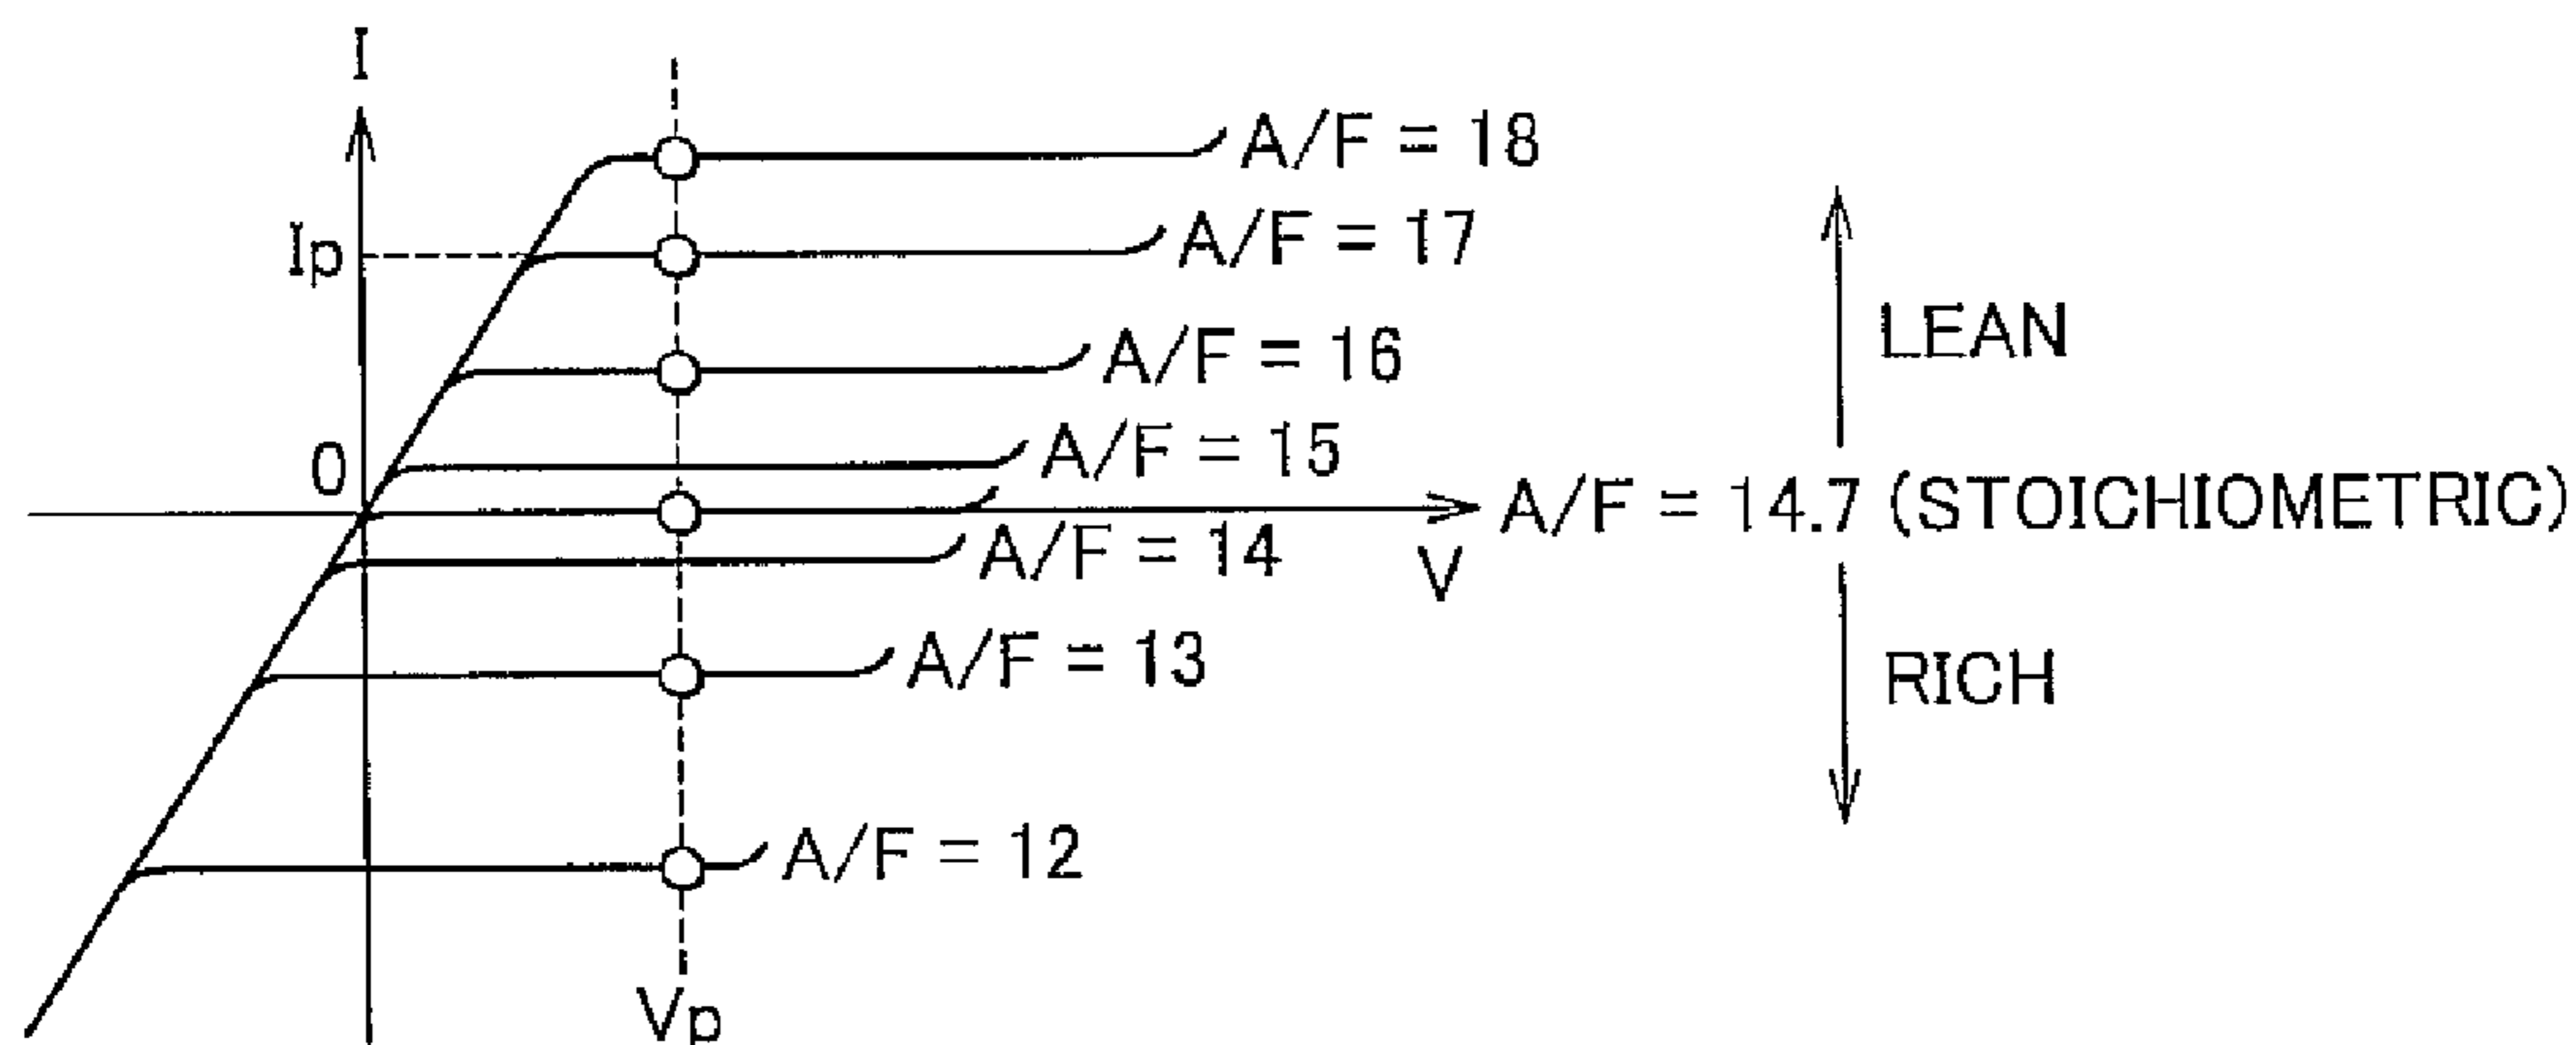 I
A/F = 18
Ip
A/F = 17
LEAN
A/F = 16
0
A/F = 15
A/F = 14.7 (STOICHIOMETRIC)
V
A/F = 14
A/F = 13
RICH
A/F = 12
Vp